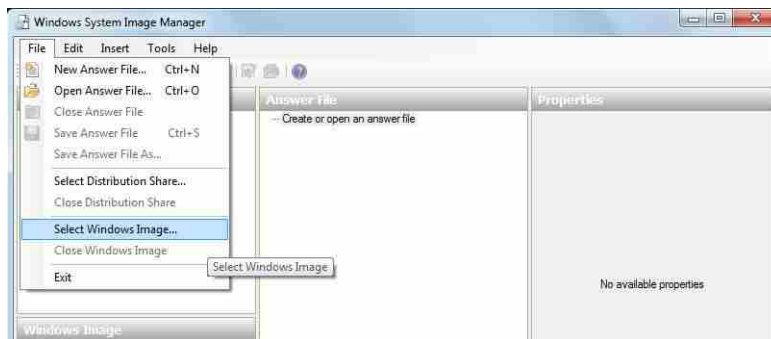 Windows System Image Manager
File Edit Insert Tools Help
New Answer File... Ctrl+N
Open Answer File... Ctrl+O
Close Answer File
Save Answer File Ctrl+S
Save Answer File As...
Select Distribution Share...
Close Distribution Share
Select Windows Image...
Close Windows Image
Exit
Select Windows Image
Answer File
Create or open an answer file
Properties
No available properties
Windows Image